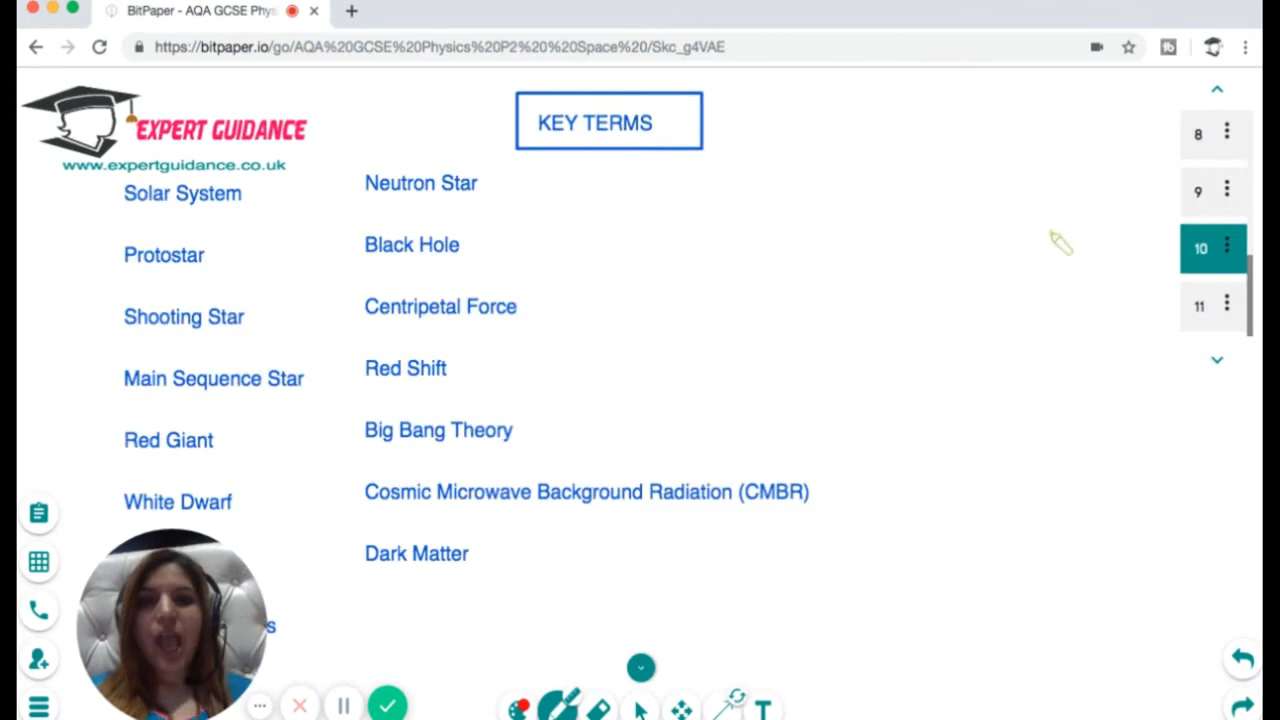 BitPaper - AQA GCSE Phys
https://bitpaper.io/go/AQA%20GCSE%20Physics%20P2%20%20Space%20/Skc_g4VAE
EXPERT GUIDANCE
www.expertguidance.co.uk
KEY TERMS
Solar System
Protostar
Shooting Star
Main Sequence Star
Red Giant
White Dwarf
s
Neutron Star
Black Hole
Centripetal Force
Red Shift
Big Bang Theory
Cosmic Microwave Background Radiation (CMBR)
Dark Matter
8
9
10
11
T